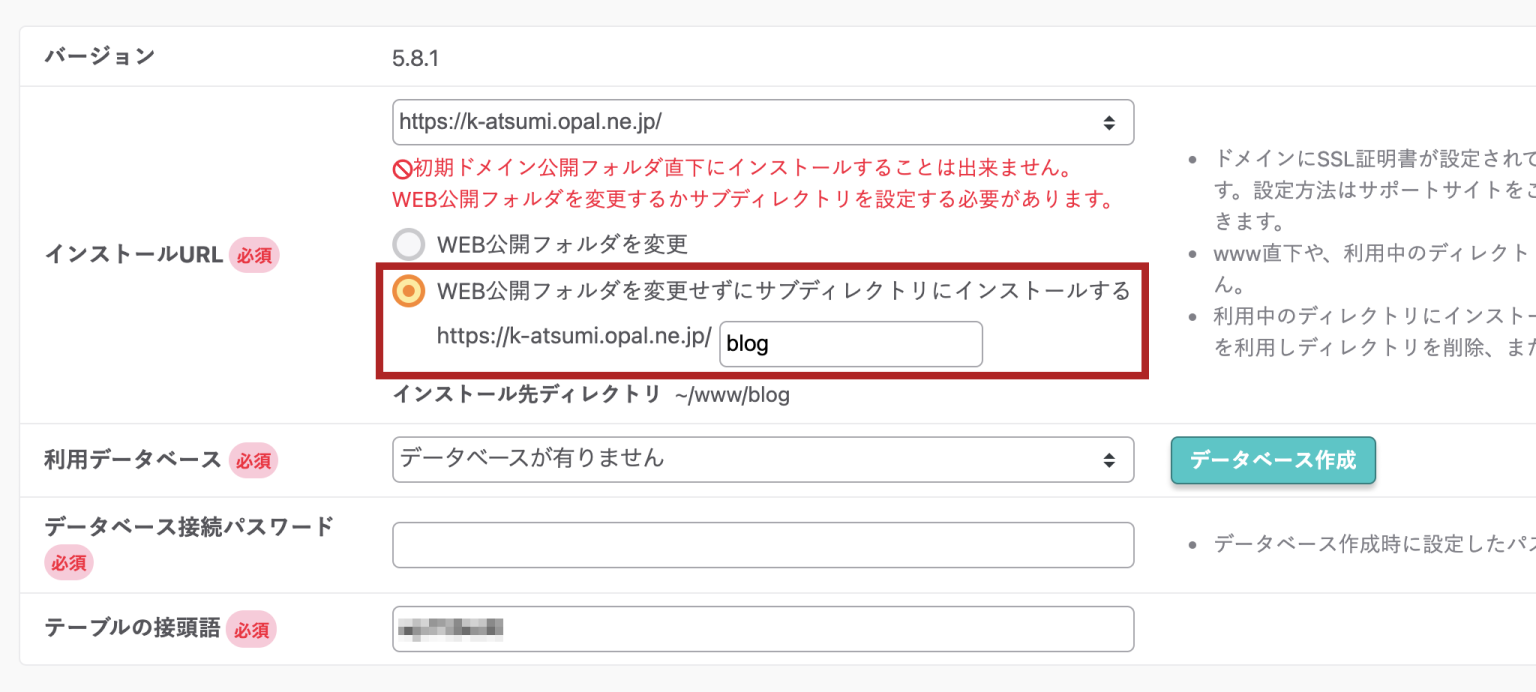 バージョン
5.8.1
インストールURL 必須
https://k-atsumi.opal.ne.jp/
初期ドメイン公開フォルダ直下にインストールすることは出来ません。
WEB公開フォルダを変更するかサブディレクトリを設定する必要があります。
WEB公開フォルダを変更
WEB公開フォルダを変更せずにサブディレクトリにインストールする
https://k-atsumi.opal.ne.jp/ blog
インストール先ディレクトリ ~/www/blog
• ドメインにSSL証明書が設定されて
す。設定方法はサポートサイトをご
きます。
• www直下や、利用中のディレクト
ん。
• 利用中のディレクトリにインストー
を利用しディレクトリを削除、また
利用データベース 必須
データベースが有りません
データベース作成
データベース接続パスワード
必須
• データベース作成時に設定したパス
テーブルの接頭語 必須